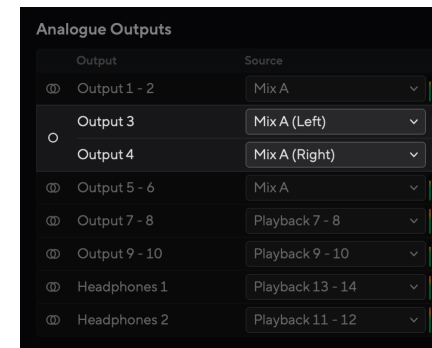 Analogue Outputs
Output Source
Output 1 - 2 Mix A
Output 3 Mix A (Left)
Output 4 Mix A (Right)
Output 5 - 6 Mix A
Output 7 - 8 Playback 7 - 8
Output 9 - 10 Playback 9 - 10
Headphones 1 Playback 13 - 14
Headphones 2 Playback 11 - 12